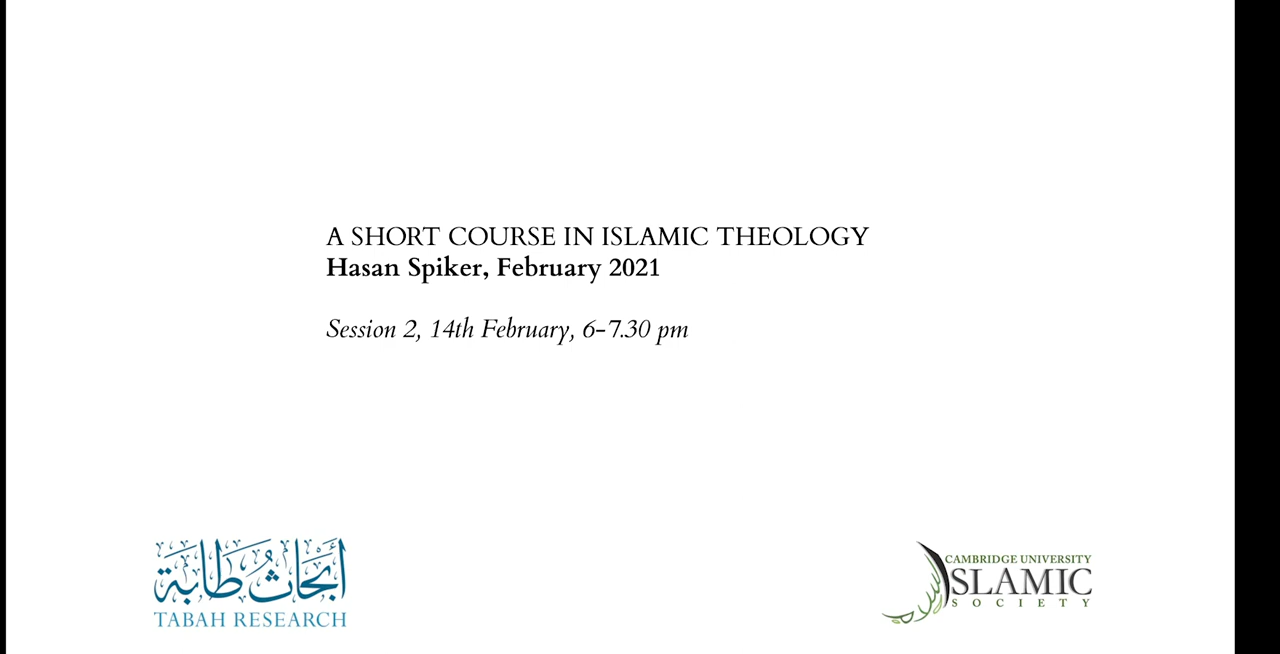 A SHORT COURSE IN ISLAMIC THEOLOGY
Hasan Spiker, February 2021
Session 2, 14th February, 6-7.30 pm
أبحاث طابة
TABAH RESEARCH
CAMBRIDGE UNIVERSITY
ISLAMIC
SOCIETY